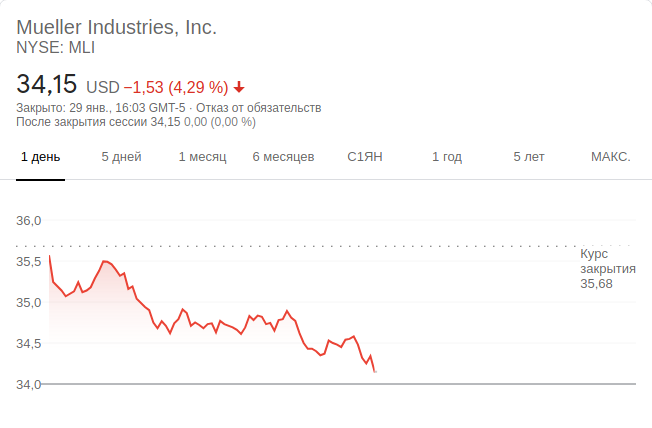 Mueller Industries, Inc.
NYSE: MLI
34,15 USD −1,53 (4,29 %)
Закрыто: 29 янв., 16:03 GMT-5 · Отказ от обязательств
После закрытия сессии 34,15 0,00 (0,00 %)
1 день 5 дней 1 месяц 6 месяцев С1ЯН 1 год 5 лет МАКС.
36,0
35,5
35,0
34,5
34,0
Курс
закрытия
35,68